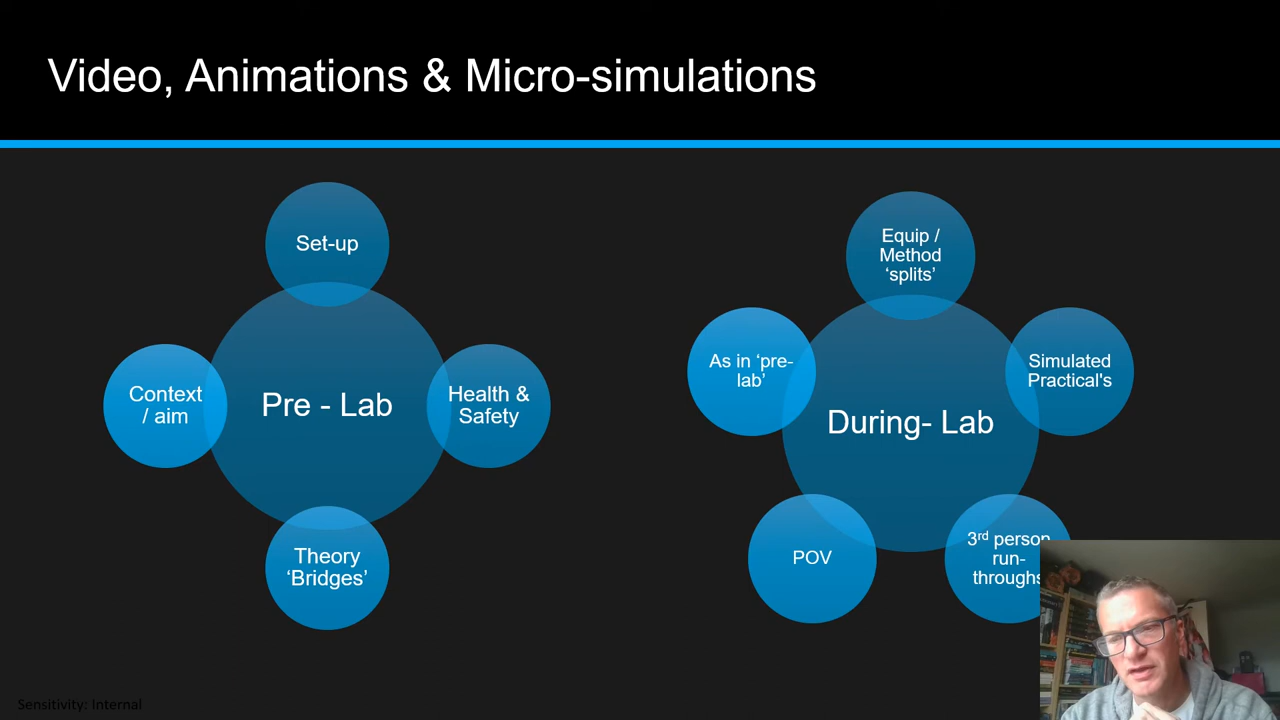 Video, Animations & Micro-simulations
Set-up
Context
/ aim
Pre - Lab
Health &
Safety
Theory
‘Bridges’
Equip /
Method
‘splits’
As in ‘pre-
lab’
During- Lab
Simulated
Practical's
POV
3rd person
run-
throughs
Sensitivity: Internal